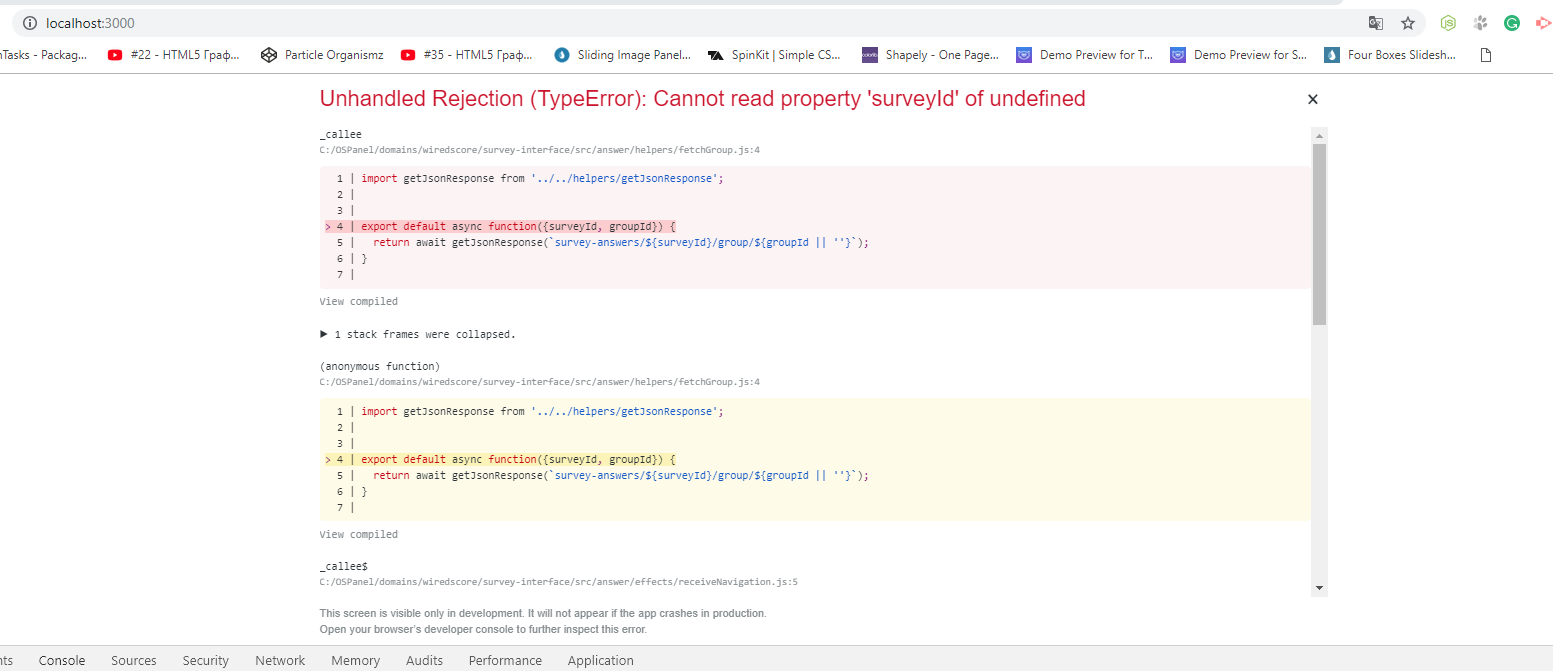 localhost:3000
nTasks - Packag... #22 - HTML5 Граф... Particle Organismz #35 - HTML5 Граф... Sliding Image Panel... SpinKit | Simple CS... Shapely - One Page... Demo Preview for T... Demo Preview for S... Four Boxes Slidesh...
Unhandled Rejection (TypeError): Cannot read property 'surveyId' of undefined
_callee
C:/OSPanel/domains/wiredscore/survey-interface/src/answer/helpers/fetchGroup.js:4
1 | import getJsonResponse from '../../helpers/getJsonResponse';
2 |
3 |
> 4 | export default async function({surveyId, groupId}) {
5 |   return await getJsonResponse(`survey-answers/${surveyId}/group/${groupId || ''}`);
6 | }
7 |
View compiled
▶ 1 stack frames were collapsed.
(anonymous function)
C:/OSPanel/domains/wiredscore/survey-interface/src/answer/helpers/fetchGroup.js:4
1 | import getJsonResponse from '../../helpers/getJsonResponse';
2 |
3 |
> 4 | export default async function({surveyId, groupId}) {
5 |   return await getJsonResponse(`survey-answers/${surveyId}/group/${groupId || ''}`);
6 | }
7 |
View compiled
_callee$
C:/OSPanel/domains/wiredscore/survey-interface/src/answer/effects/receiveNavigation.js:5
This screen is visible only in development. It will not appear if the app crashes in production.
Open your browser's developer console to further inspect this error.
nts Console Sources Security Network Memory Audits Performance Application